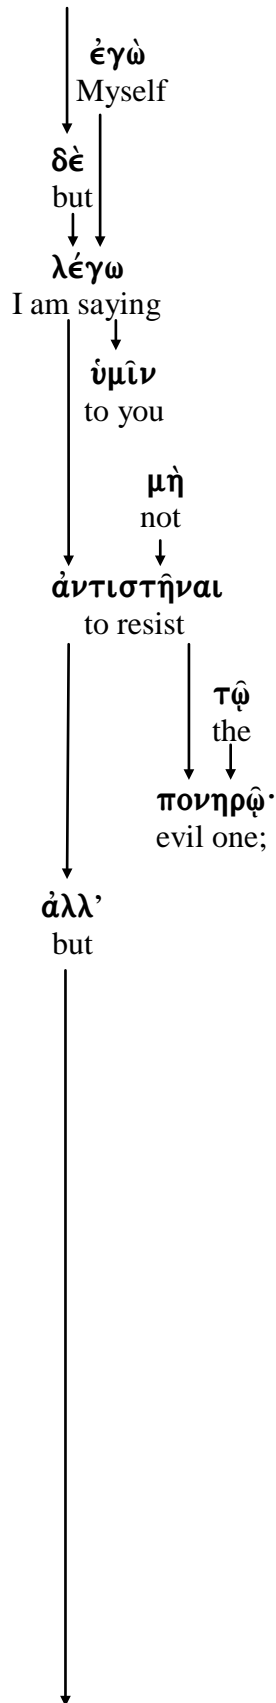 ἐγὼ
Myself
δὲ
but
λέγω
I am saying
ὑμῖν
to you
μὴ
not
ἀντιστῆναι
to resist
τῷ
the
πονηρῷ·
evil one;
ἀλλ’
but